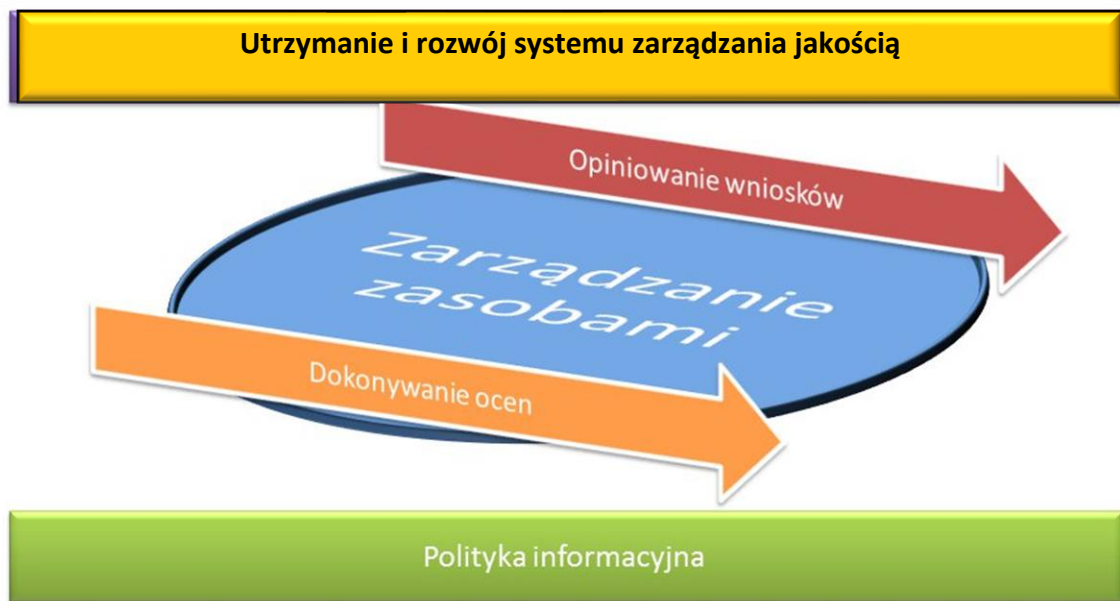 Utrzymanie i rozwój systemu zarządzania jakością
Opiniowanie wniosków
Zarządzanie
zasobami
Dokonywanie ocen
Polityka informacyjna